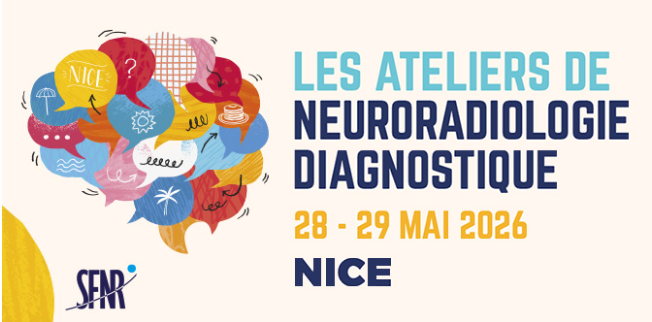 NICE
?
LES ATELIERS DE
NEURORADIOLOGIE
DIAGNOSTIQUE
28 - 29 MAI 2026
NICE
SFNR